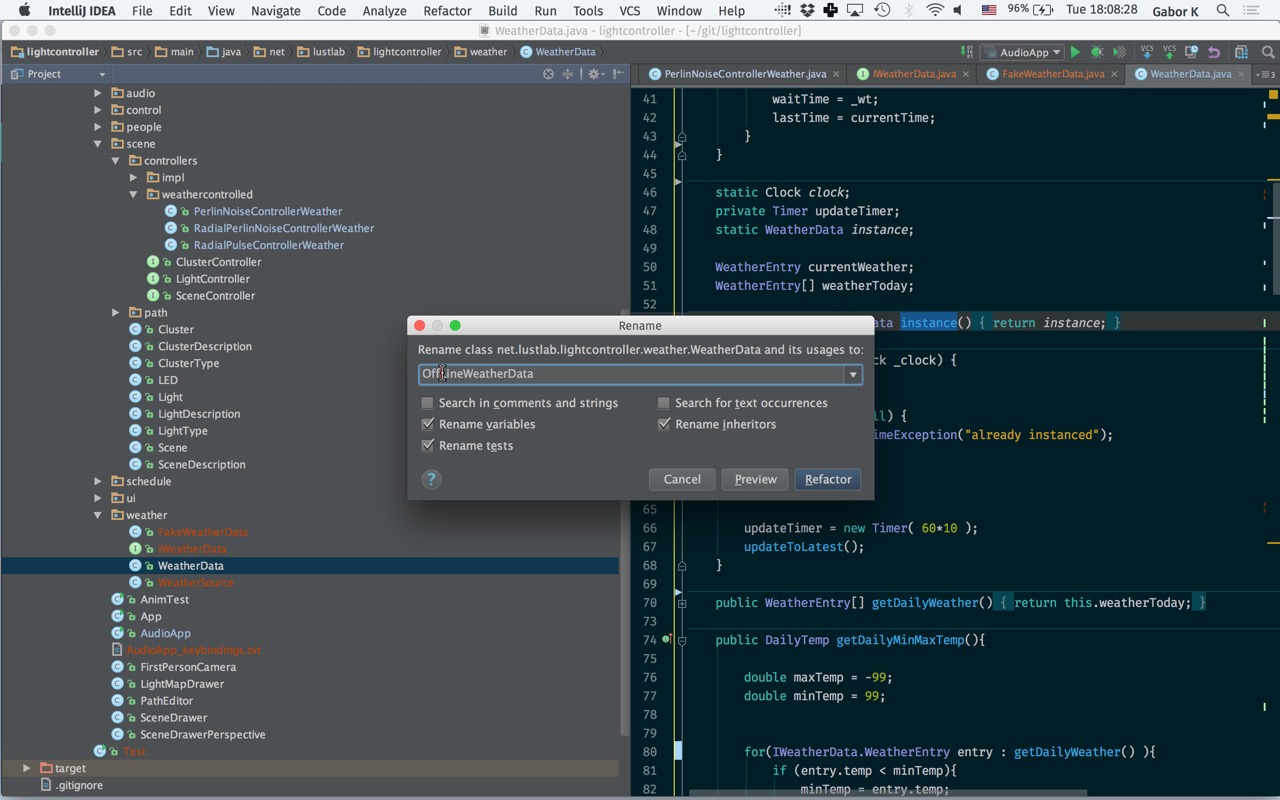 IntelliJ IDEA File Edit View Navigate Code Analyze Refactor Build Run Tools VCS Window Help 96% Tue 18:08:28 Gabor K
WeatherData.java - lightcontroller - [~/git/lightcontroller]
lightcontroller src main java net lustlab lightcontroller weather WeatherData AudioApp VCS VCS
Project
PerlinNoiseControllerWeather.java IWeatherData.java FakeWeatherData.java WeatherData.java
audio
control
people
scene
controllers
impl
weathercontrolled
PerlinNoiseControllerWeather
RadialPerlinNoiseControllerWeather
RadialPulseControllerWeather
ClusterController
LightController
SceneController
path
Cluster
ClusterDescription
ClusterType
LED
Light
LightDescription
LightType
Scene
SceneDescription
schedule
ui
weather
FakeWeatherData
IWeatherData
WeatherData
WeatherSource
AnimTest
App
AudioApp
AudioApp_keybindings.txt
FirstPersonCamera
LightMapDrawer
PathEditor
SceneDrawer
SceneDrawerPerspective
Test
target
.gitignore
41 waitTime = _wt;
42 lastTime = currentTime;
43 }
44 }
45
46 static Clock clock;
47 private Timer updateTimer;
48 static WeatherData instance;
49
50 WeatherEntry currentWeather;
51 WeatherEntry[] weatherToday;
52
ata instance() { return instance; }
ck _clock) {
ll) {
imeException("already instanced");
65
66 updateTimer = new Timer( 60*10 );
67 updateToLatest();
68 }
69
70 public WeatherEntry[] getDailyWeather() { return this.weatherToday; }
73
74 public DailyTemp getDailyMinMaxTemp(){
75
76 double maxTemp = -99;
77 double minTemp = 99;
78
79
80 for(IWeatherData.WeatherEntry entry : getDailyWeather() ){
81 if (entry.temp < minTemp){
82 minTemp = entry.temp;
Rename
Rename class net.lustlab.lightcontroller.weather.WeatherData and its usages to:
OffLineWeatherData
Search in comments and strings Search for text occurrences
Rename variables Rename inheritors
Rename tests
? Cancel Preview Refactor